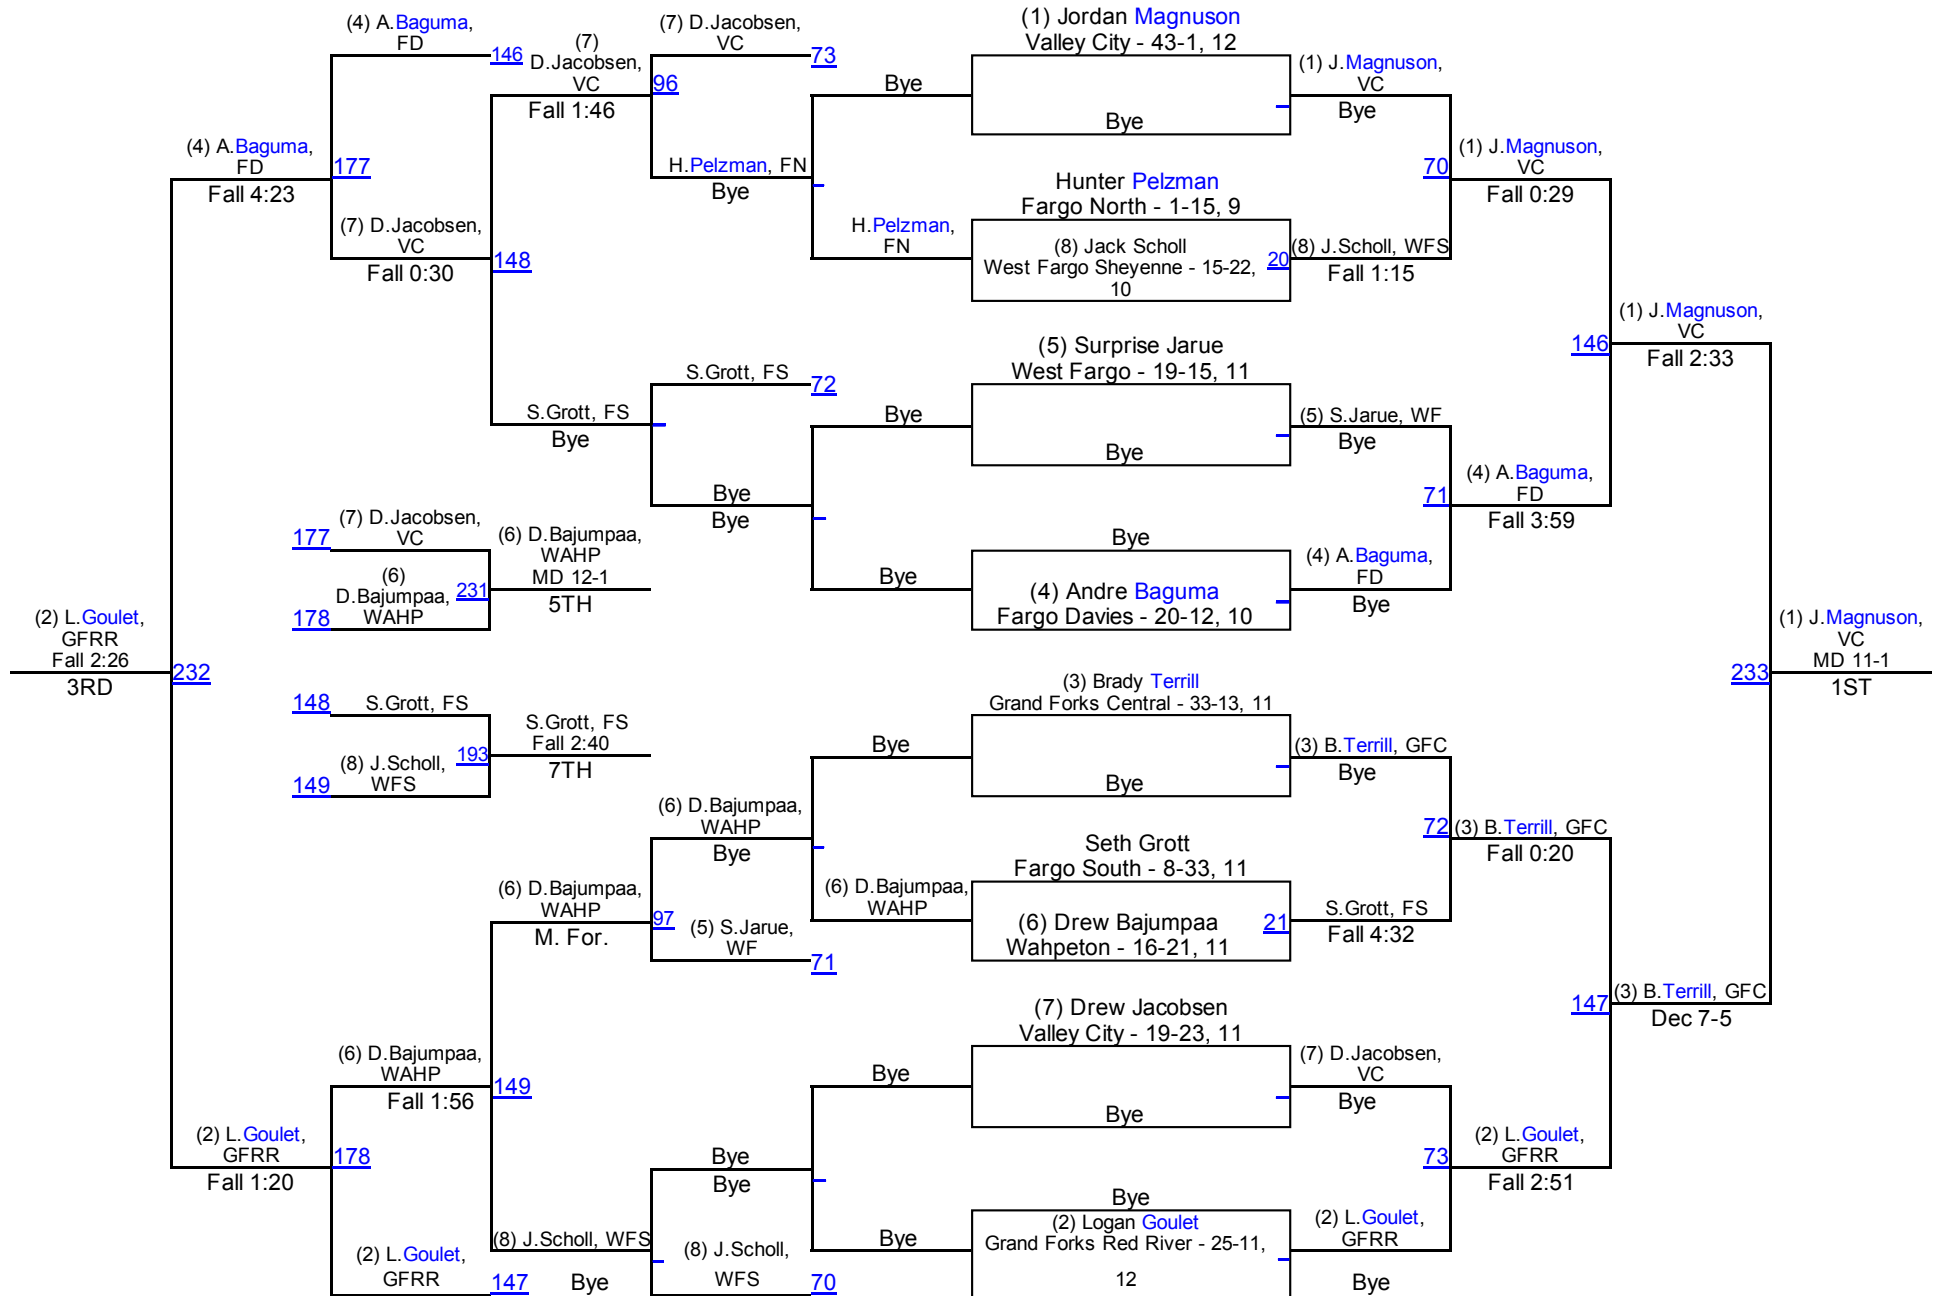 (4) A.Baguma,
FD
146
(7)
D.Jacobsen,
VC
Fall 1:46
(7) D.Jacobsen,
VC
73
96
H.Pelzman, FN
Bye
(4) A.Baguma,
FD
Fall 4:23
177
(7) D.Jacobsen,
VC
Fall 0:30
148
Bye
H.Pelzman,
FN
(1) Jordan Magnuson
Valley City - 43-1, 12
Bye
(1) J.Magnuson,
VC
Bye
Hunter Pelzman
Fargo North - 1-15, 9
(8) Jack Scholl
West Fargo Sheyenne - 15-22,
10
20
(8) J.Scholl, WFS
Fall 1:15
70
(1) J.Magnuson,
VC
Fall 0:29
S.Grott, FS
72
S.Grott, FS
Bye
Bye
Bye
Bye
Bye
(5) Surprise Jarue
West Fargo - 19-15, 11
Bye
(5) S.Jarue, WF
Bye
Bye
(4) Andre Baguma
Fargo Davies - 20-12, 10
(4) A.Baguma,
FD
Bye
71
(4) A.Baguma,
FD
Fall 3:59
146
(1) J.Magnuson,
VC
Fall 2:33
177
(7) D.Jacobsen,
VC
(6)
D.Bajumpaa,
WAHP
178
231
(6) D.Bajumpaa,
WAHP
MD 12-1
5TH
(2) L.Goulet,
GFRR
Fall 2:26
3RD
232
(1) J.Magnuson,
VC
MD 11-1
1ST
233
148
S.Grott, FS
(8) J.Scholl,
WFS
149
193
S.Grott, FS
Fall 2:40
7TH
(6) D.Bajumpaa,
WAHP
Bye
Bye
(6) D.Bajumpaa,
WAHP
(3) Brady Terrill
Grand Forks Central - 33-13, 11
Bye
(3) B.Terrill, GFC
Bye
Seth Grott
Fargo South - 8-33, 11
(6) Drew Bajumpaa
Wahpeton - 16-21, 11
21
S.Grott, FS
Fall 4:32
72
(3) B.Terrill, GFC
Fall 0:20
(6) D.Bajumpaa,
WAHP
M. For.
97
(5) S.Jarue,
WF
71
(6) D.Bajumpaa,
WAHP
Fall 1:56
149
(2) L.Goulet,
GFRR
Fall 1:20
178
(2) L.Goulet,
GFRR
147
(8) J.Scholl, WFS
Bye
Bye
Bye
(8) J.Scholl,
WFS
70
Bye
Bye
(7) Drew Jacobsen
Valley City - 19-23, 11
Bye
(7) D.Jacobsen,
VC
Bye
Bye
(2) Logan Goulet
Grand Forks Red River - 25-11,
12
(2) L.Goulet,
GFRR
Bye
73
(2) L.Goulet,
GFRR
Fall 2:51
147
(3) B.Terrill, GFC
Dec 7-5